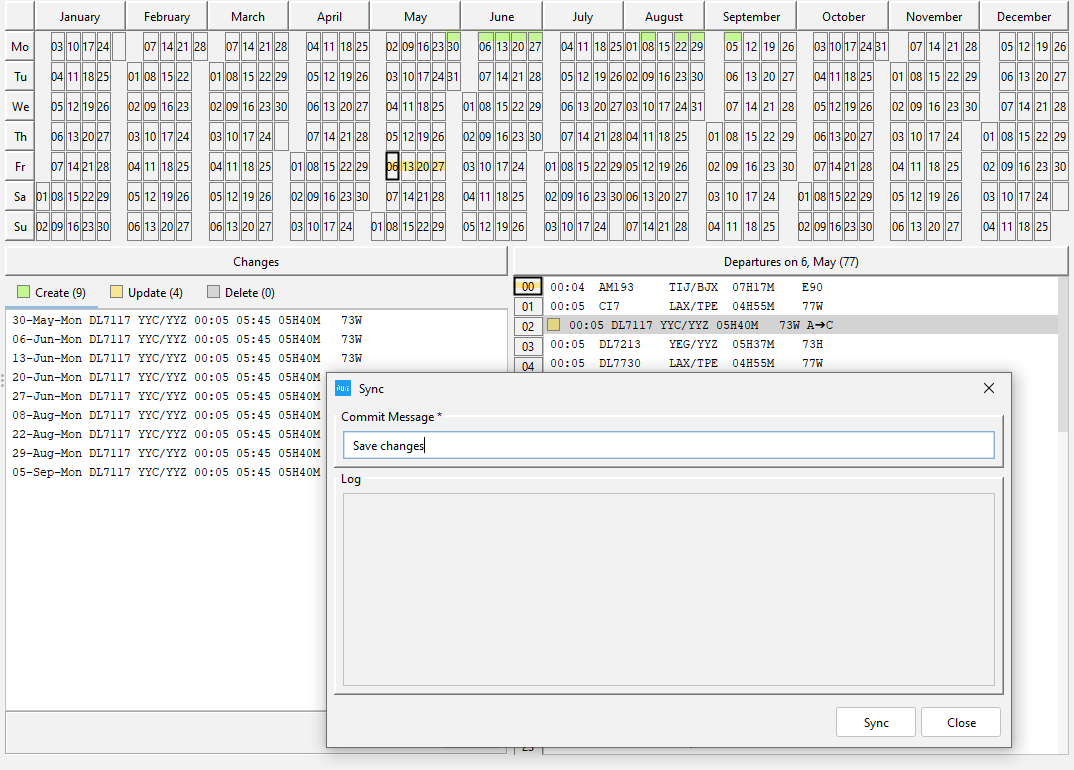 January February March April May June July August September October November December
Mo 03 10 17 24 07 14 21 28 07 14 21 28 04 11 18 25 02 09 16 23 30 06 13 20 27 04 11 18 25 01 08 15 22 29 05 12 19 26 03 10 17 24 31 07 14 21 28 05 12 19 26
Tu 04 11 18 25 01 08 15 22 01 08 15 22 29 05 12 19 26 03 10 17 24 31 07 14 21 28 05 12 19 26 02 09 16 23 30 06 13 20 27 04 11 18 25 01 08 15 22 29 06 13 20 27
We 05 12 19 26 02 09 16 23 02 09 16 23 30 06 13 20 27 04 11 18 25 01 08 15 22 29 06 13 20 27 03 10 17 24 31 07 14 21 28 05 12 19 26 02 09 16 23 30 07 14 21 28
Th 06 13 20 27 03 10 17 24 03 10 17 24 07 14 21 28 05 12 19 26 02 09 16 23 30 07 14 21 28 04 11 18 25 01 08 15 22 29 06 13 20 27 03 10 17 24 01 08 15 22 29
Fr 07 14 21 28 04 11 18 25 04 11 18 25 01 08 15 22 29 06 13 20 27 03 10 17 24 01 08 15 22 29 05 12 19 26 02 09 16 23 30 07 14 21 28 04 11 18 25 02 09 16 23 30
Sa 01 08 15 22 29 05 12 19 26 05 12 19 26 02 09 16 23 30 07 14 21 28 04 11 18 25 02 09 16 23 30 06 13 20 27 03 10 17 24 01 08 15 22 29 05 12 19 26 03 10 17 24
Su 02 09 16 23 30 06 13 20 27 06 13 20 27 03 10 17 24 01 08 15 22 29 05 12 19 26 03 10 17 24 07 14 21 28 04 11 18 25 02 09 16 23 30 06 13 20 27 04 11 18 25
Changes
Create (9) Update (4) Delete (0)
30-May-Mon DL7117 YYC/YYZ 00:05 05:45 05H40M 73W
06-Jun-Mon DL7117 YYC/YYZ 00:05 05:45 05H40M 73W
13-Jun-Mon DL7117 YYC/YYZ 00:05 05:45 05H40M 73W
20-Jun-Mon DL7117 YYC/YYZ 00:05 05:45 05H40M
27-Jun-Mon DL7117 YYC/YYZ 00:05 05:45 05H40M
08-Aug-Mon DL7117 YYC/YYZ 00:05 05:45 05H40M
22-Aug-Mon DL7117 YYC/YYZ 00:05 05:45 05H40M
29-Aug-Mon DL7117 YYC/YYZ 00:05 05:45 05H40M
05-Sep-Mon DL7117 YYC/YYZ 00:05 05:45 05H40M
Departures on 6, May (77)
00 00:04 AM193 TIJ/BJX 07H17M E90
01 00:05 CI7 LAX/TPE 04H55M 77W
02 00:05 DL7117 YYC/YYZ 05H40M 73W A➔C
03 00:05 DL7213 YEG/YYZ 05H37M 73H
04 00:05 DL7730 LAX/TPE 04H55M 77W
Sync
Commit Message *
Save changes
Log
Sync Close